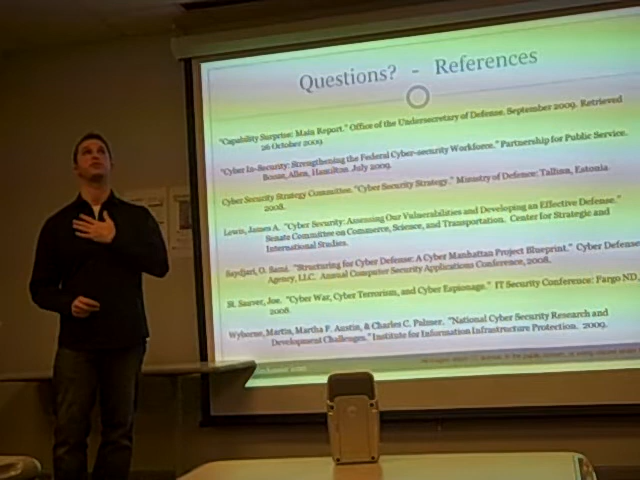 Questions? - References
"Capability Surprise: Main Report." Office of the Undersecretary of Defense. September 2009. Retrieved
26 October 2009
"Cyber In-Security: Strengthening the Federal Cyber-security Workforce." Partnership for Public Service.
Booze, Allen, Hamilton. July 2009.
Cyber Security Strategy Committee. "Cyber Security Strategy." Ministry of Defence: Tallinn, Estonia
2008.
Lewis, James A. "Cyber Security: Assessing Our Vulnerabilities and Developing an Effective Defense."
Senate Committee on Commerce, Science, and Transportation. Center for Strategic and
International Studies.
Saydjari, O. Sami. "Structuring for Cyber Defense: A Cyber Manhattan Project Blueprint." Cyber Defense
Agency, LLC. Annual Computer Security Applications Conference, 2008.
St. Sauver, Joe. "Cyber War, Cyber Terrorism, and Cyber Espionage." IT Security Conference: Fargo ND,
2008.
Wybourne, Martin, Martha F. Austin, & Charles C. Palmer. "National Cyber Security Research and
Development Challenges." Institute for Information Infrastructure Protection. 2009.